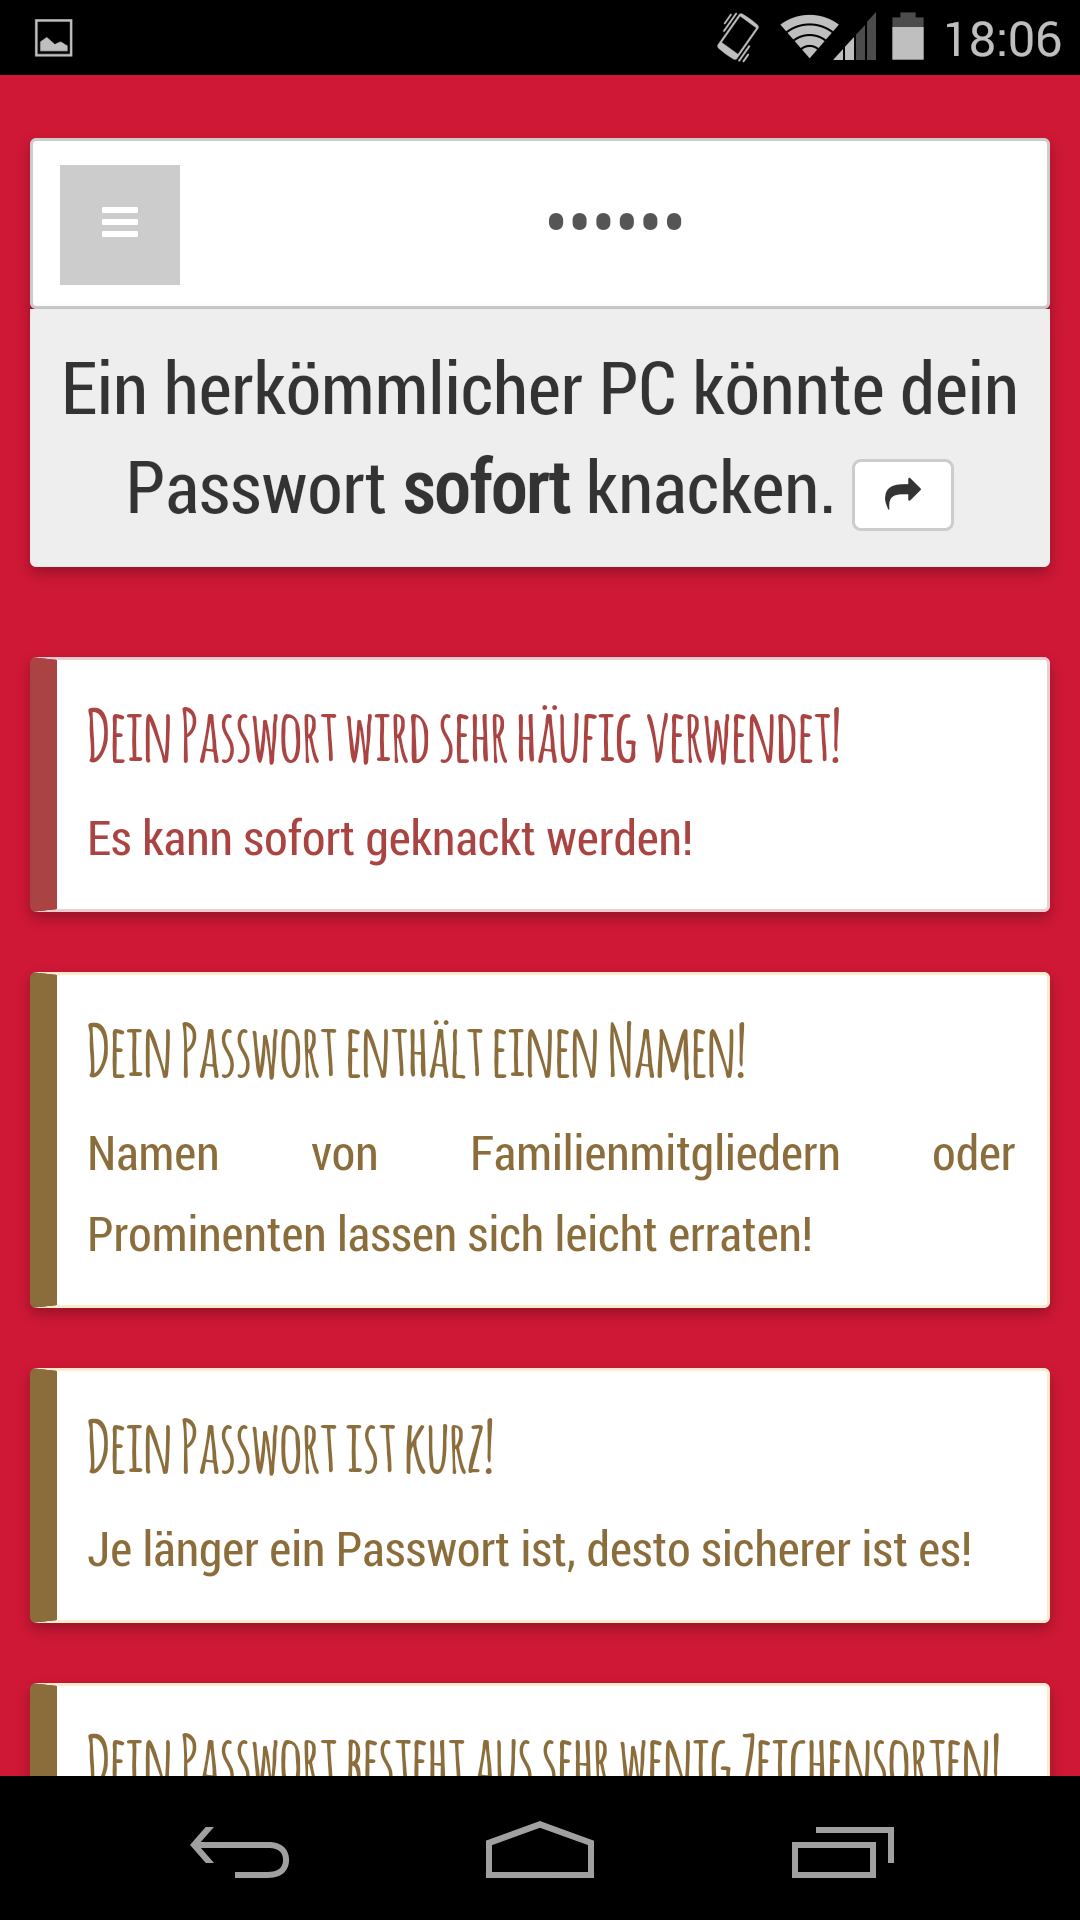 18:06
••••••
Ein herkömmlicher PC könnte dein
Passwort sofort knacken.
Dein Passwort wird sehr häufig verwendet!
Es kann sofort geknackt werden!
Dein Passwort enthält einen Namen!
Namen von Familienmitgliedern oder
Prominenten lassen sich leicht erraten!
Dein Passwort ist kurz!
Je länger ein Passwort ist, desto sicherer ist es!
Dein Passwort besteht aus sehr wenig Zeichensorten!